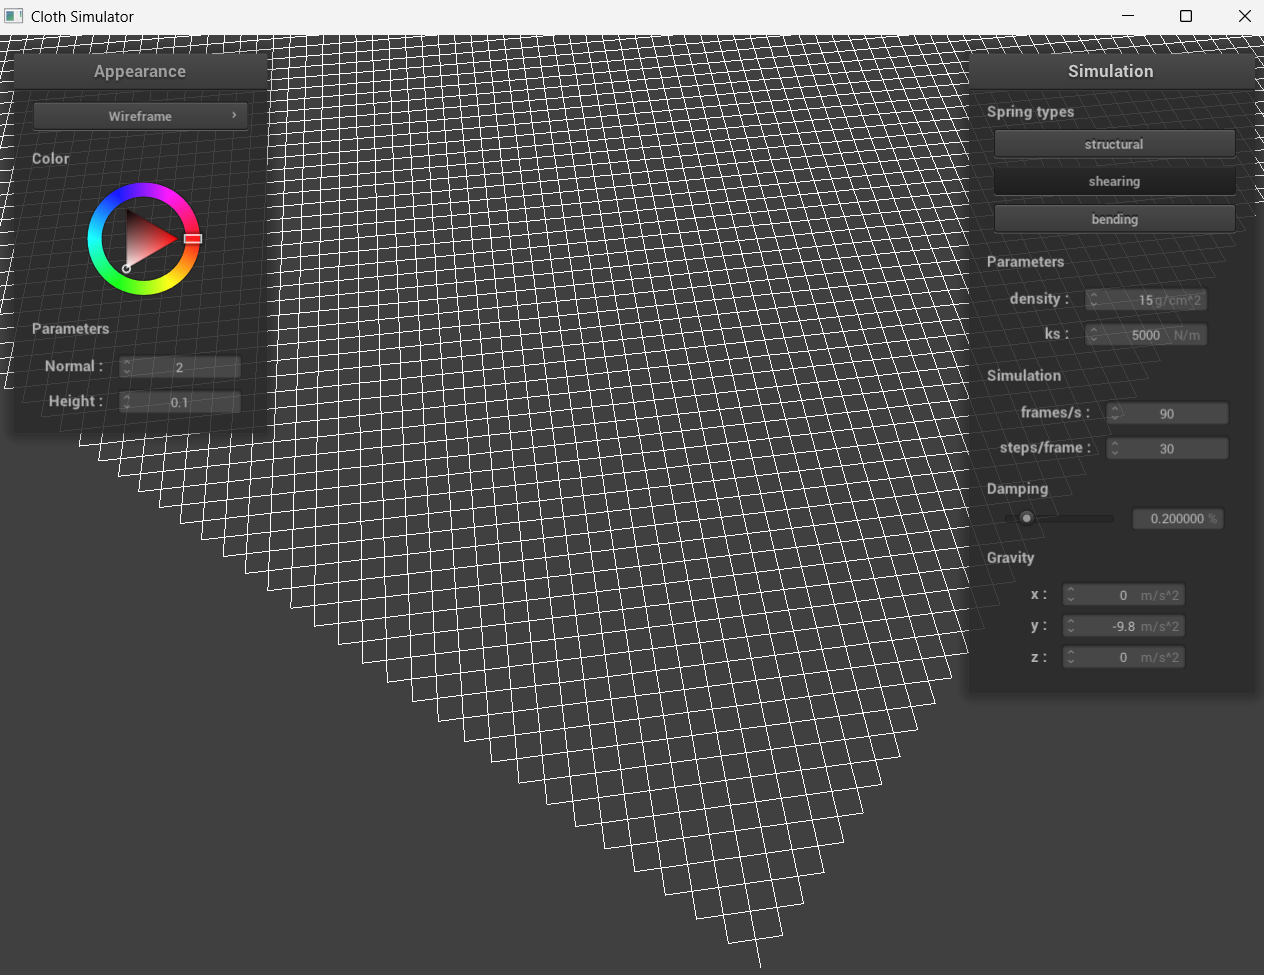 Cloth Simulator
Appearance
Wireframe
Color
Parameters
Normal : 2
Height : 0.1
Simulation
Spring types
structural
shearing
bending
Parameters
density : 15 g/cm^2
ks : 5000 N/m
Simulation
frames/s : 90
steps/frame : 30
Damping
0.200000 %
Gravity
x : 0 m/s^2
y : -9.8 m/s^2
z : 0 m/s^2